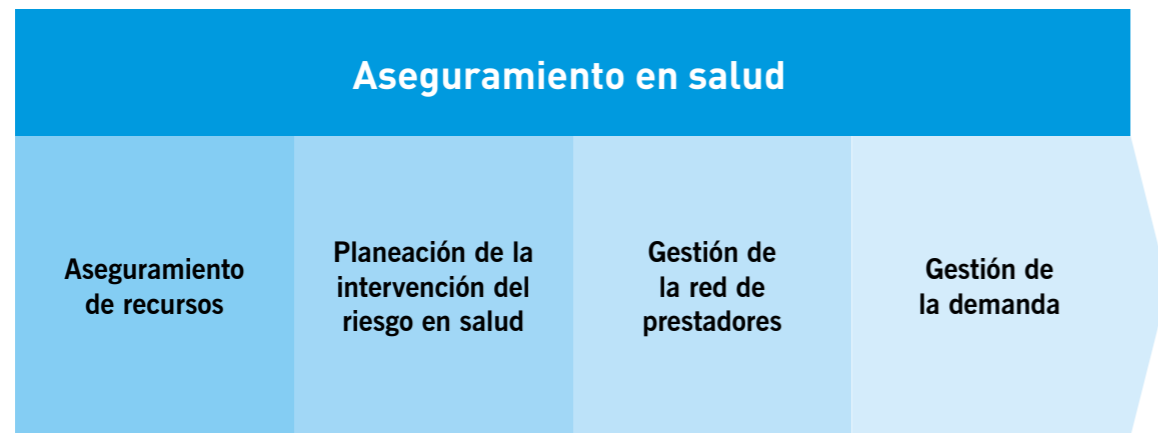 Aseguramiento en salud
Aseguramiento
de recursos
Planeación de la
intervención del
riesgo en salud
Gestión de
la red de
prestadores
Gestión de
la demanda